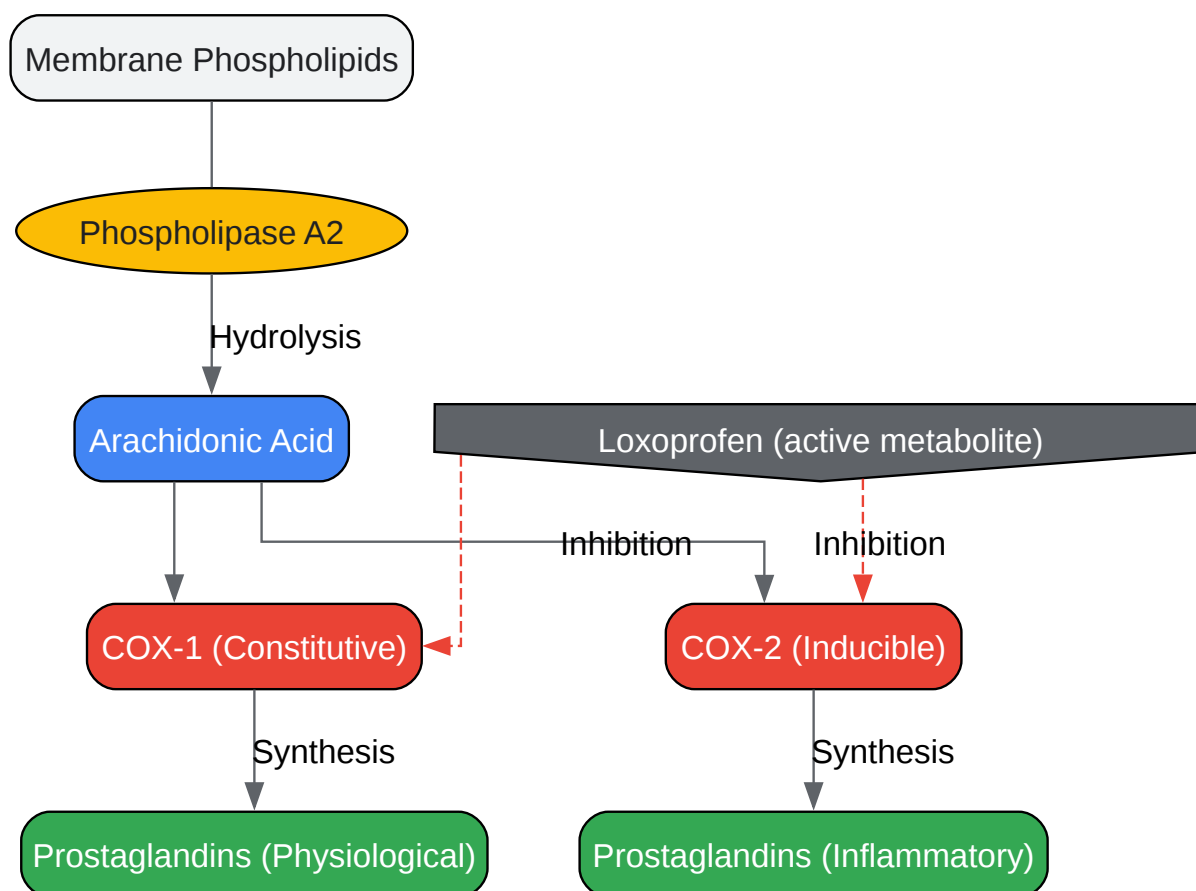 Membrane Phospholipids
Phospholipase A2
Hydrolysis
Arachidonic Acid
Loxoprofen (active metabolite)
Inhibition
Inhibition
COX-1 (Constitutive)
COX-2 (Inducible)
Synthesis
Synthesis
Prostaglandins (Physiological)
Prostaglandins (Inflammatory)